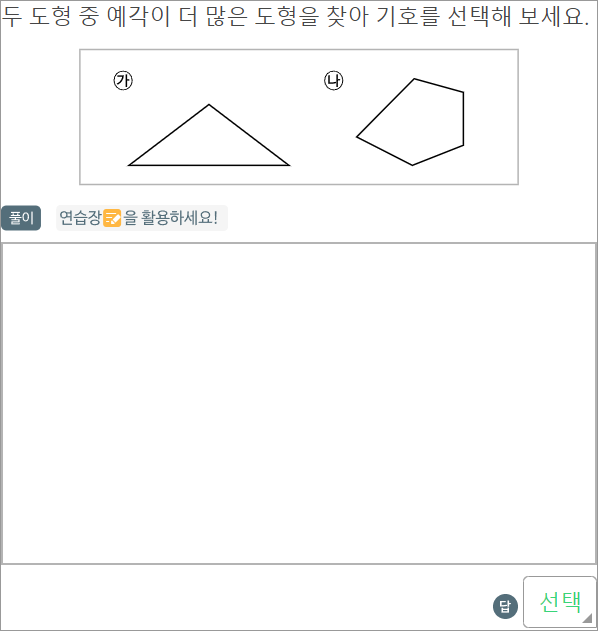 두 도형 중 예각이 더 많은 도형을 찾아 기호를 선택해 보세요.
㉮ ㉯
풀이 연습장을 활용하세요!
답 선택